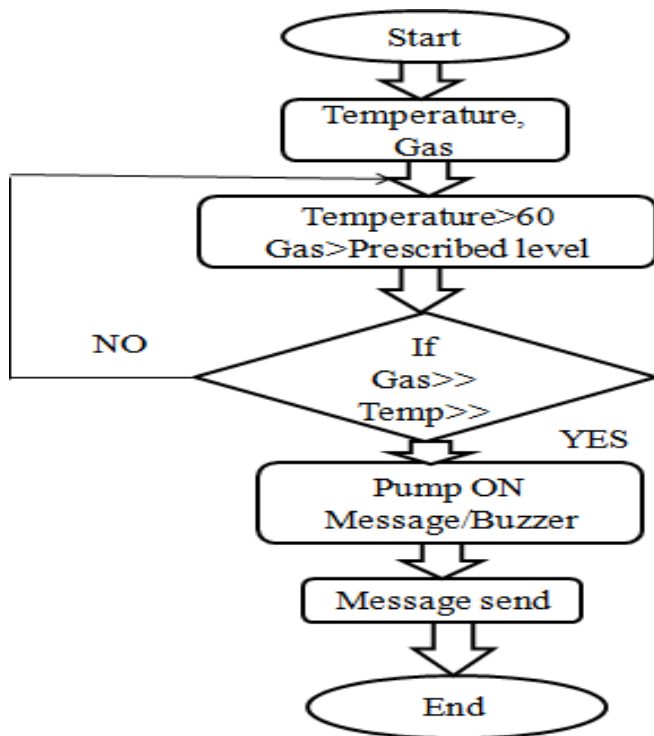 Start
Temperature,
Gas
Temperature>60
Gas>Prescribed level
NO
If
Gas>>
Temp>>
YES
Pump ON
Message/Buzzer
Message send
End